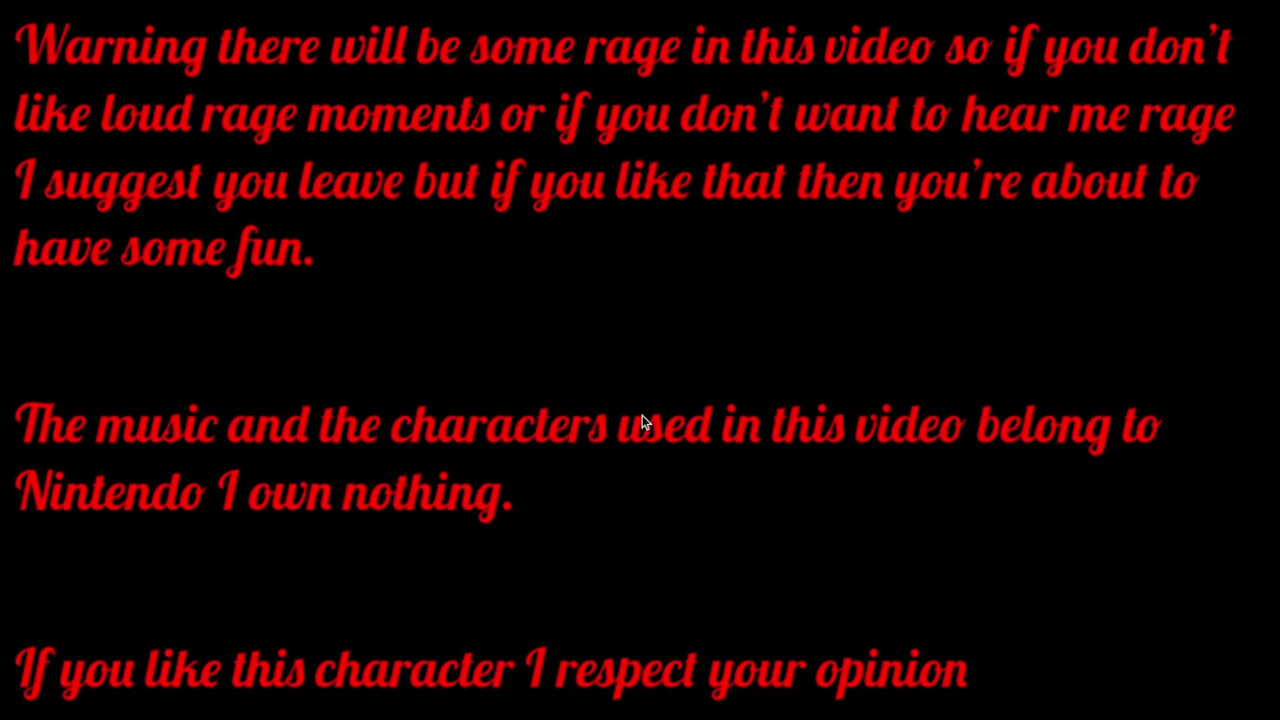 Warning there will be some rage in this video so if you don't
like loud rage moments or if you don't want to hear me rage
I suggest you leave but if you like that then you're about to
have some fun.
The music and the characters used in this video belong to
Nintendo I own nothing.
If you like this character I respect your opinion